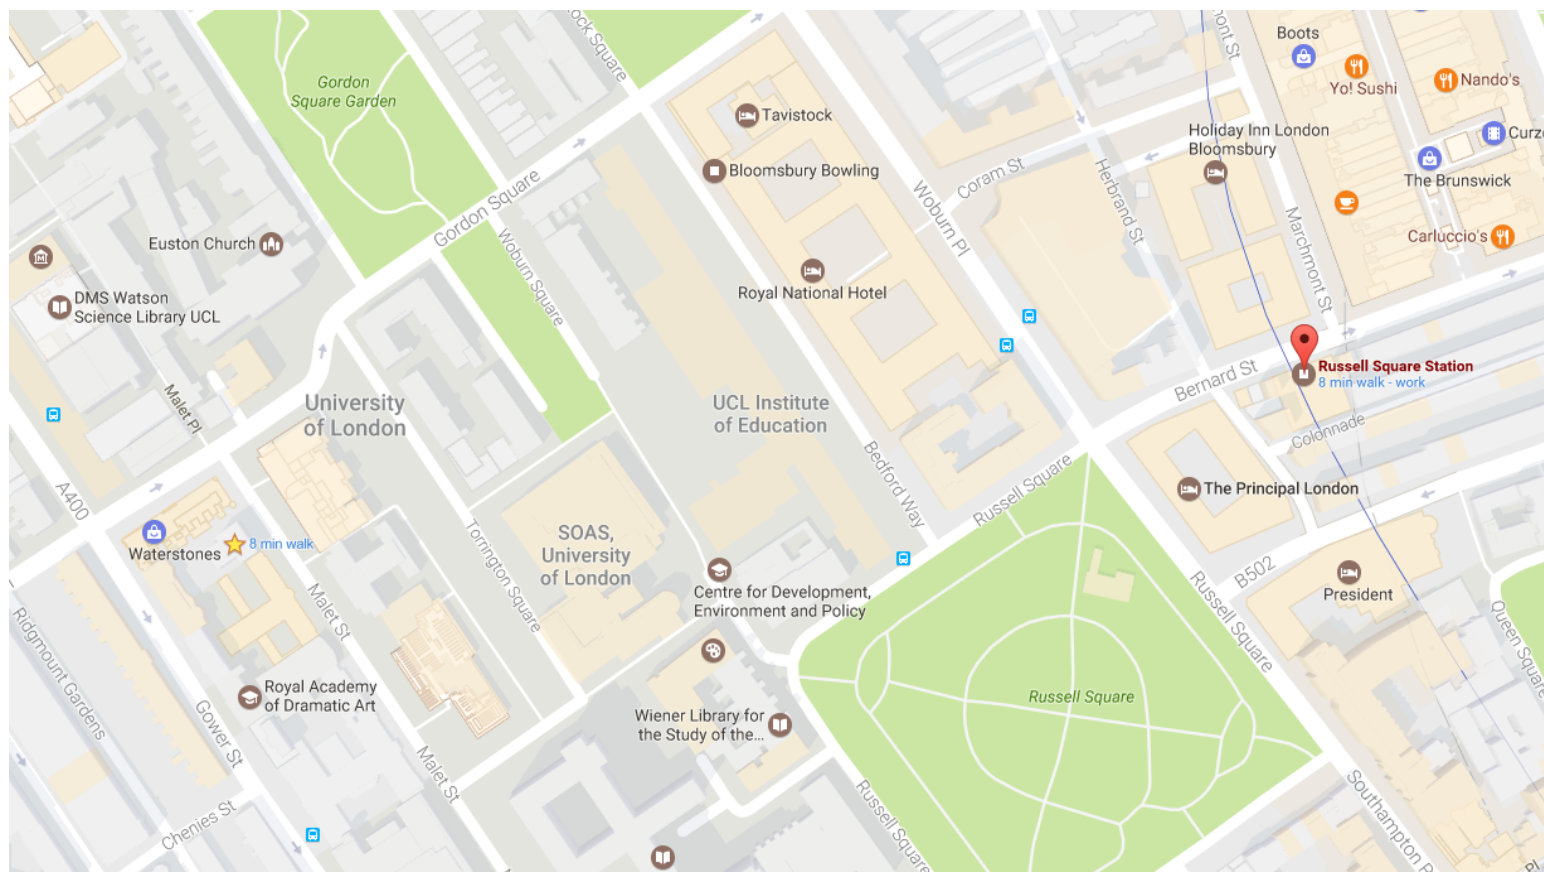 ock Square
mont St
Boots
Yo! Sushi
Nando's
Gordon
Square Garden
Tavistock
Holiday Inn London
Bloomsbury
Curzo
Bloomsbury Bowling
Coram St
The Brunswick
Woburn Pl
Herbrand St
Gordon Square
Marchmont St
Carluccio's
Euston Church
Woburn Square
Royal National Hotel
DMS Watson
Science Library UCL
Russell Square Station
8 min walk - work
Bernard St
Malet Pl
University
of London
UCL Institute
of Education
Colonnade
Bedford Way
Russell Square
The Principal London
A400
Waterstones
8 min walk
Torrington Square
SOAS,
University
of London
Centre for Development,
Environment and Policy
B502
President
Russell Square
Queen Square
Malet St
Ridgmount Gardens
Royal Academy
of Dramatic Art
Russell Square
Wiener Library for
the Study of the...
Gower St
Malet St
Chenies St
Russell Square
Southampton R
Pl